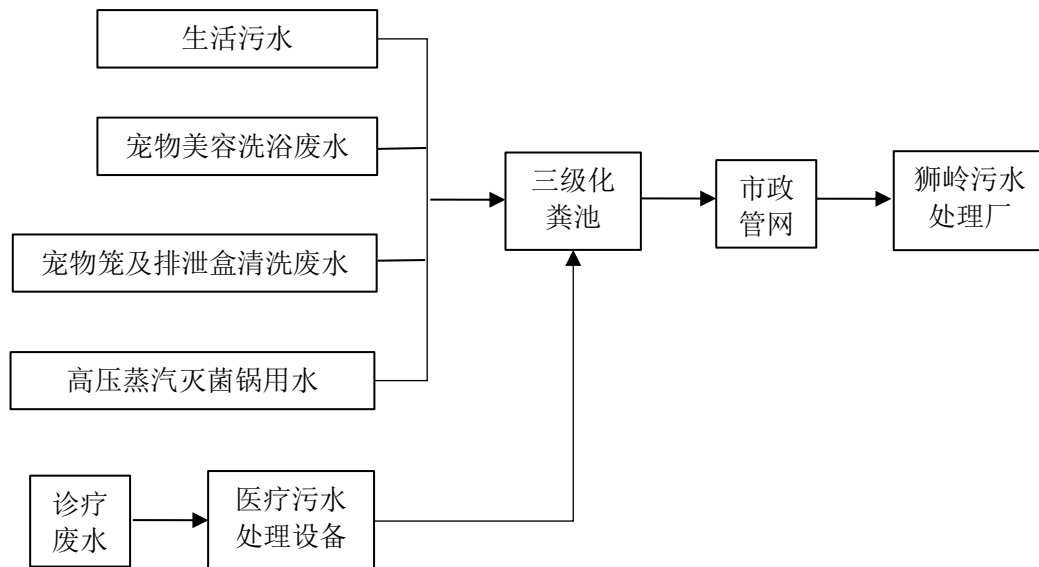 生活污水
宠物美容洗浴废水
宠物笼及排泄盒清洗废水
高压蒸汽灭菌锅用水
诊疗
废水
医疗污水
处理设备
三级化
粪池
市政
管网
狮岭污水
处理厂